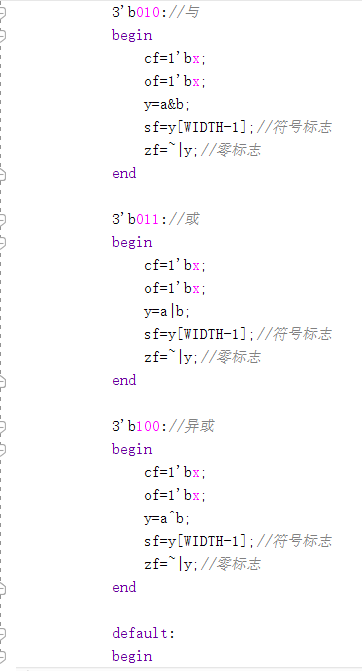 3'b010://与
begin
cf=1'bx;
of=1'bx;
y=a&b;
sf=y[WIDTH-1];//符号标志
zf=~|y;//零标志
end
3'b011://或
begin
cf=1'bx;
of=1'bx;
y=a|b;
sf=y[WIDTH-1];//符号标志
zf=~|y;//零标志
end
3'b100://异或
begin
cf=1'bx;
of=1'bx;
y=a^b;
sf=y[WIDTH-1];//符号标志
zf=~|y;//零标志
end
default:
begin